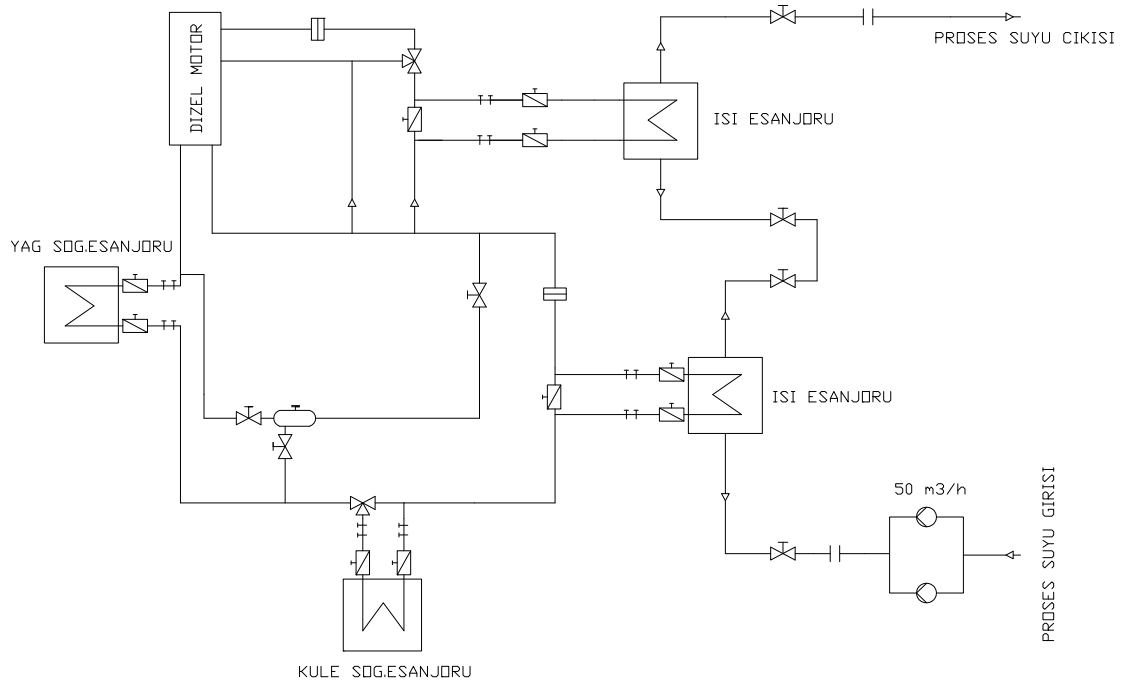 DIZEL MOTOR
PROSES SUYU CIKISI
ISI ESANJORU
YAG SOG.ESANJORU
ISI ESANJORU
50 m3/h
PROSES SUYU GIRISI
KULE SOG.ESANJORU